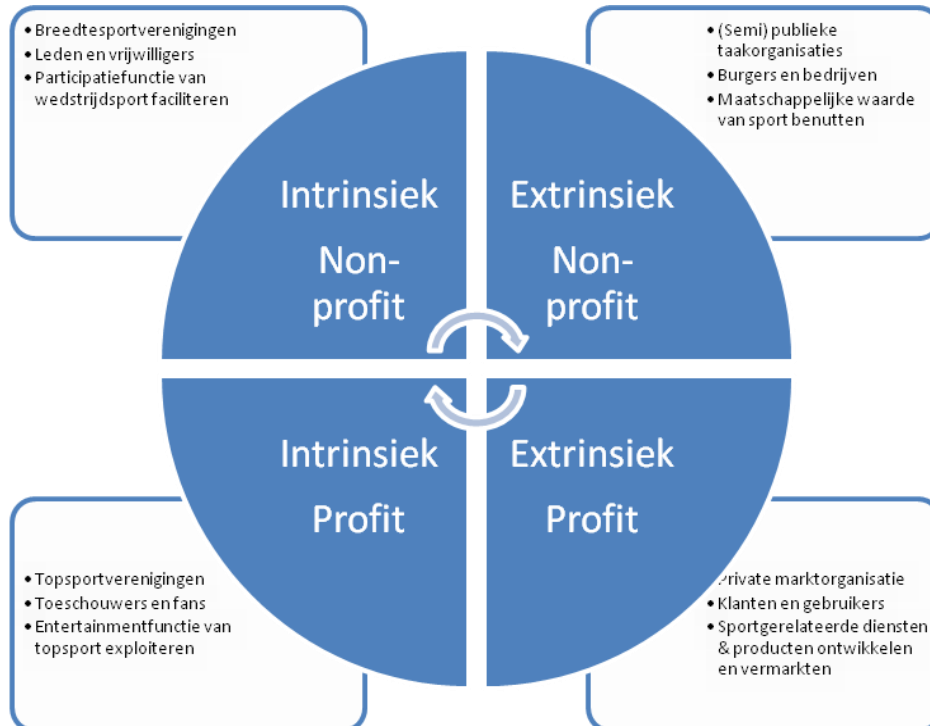 • Breedtesportverenigingen
• Leden en vrijwilligers
• Participatiefunctie van
wedstrijdsport faciliteren
• (Semi) publieke
taakorganisaties
• Burgers en bedrijven
• Maatschappelijke waarde
van sport benutten
Intrinsiek
Non-
profit
Extrinsiek
Non-
profit
Intrinsiek
Profit
Extrinsiek
Profit
• Topsportverenigingen
• Toeschouwers en fans
• Entertainmentfunctie van
topsport exploiteren
Private marktorganisatie
• Klanten en gebruikers
• Sportgerelateerde diensten
& producten ontwikkelen
en vermarkten